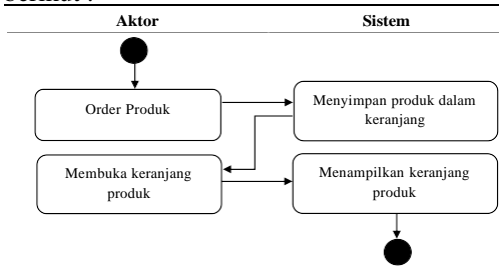 Aktor Sistem
Order Produk
Menyimpan produk dalam
keranjang
Membuka keranjang
produk
Menampilkan keranjang
produk